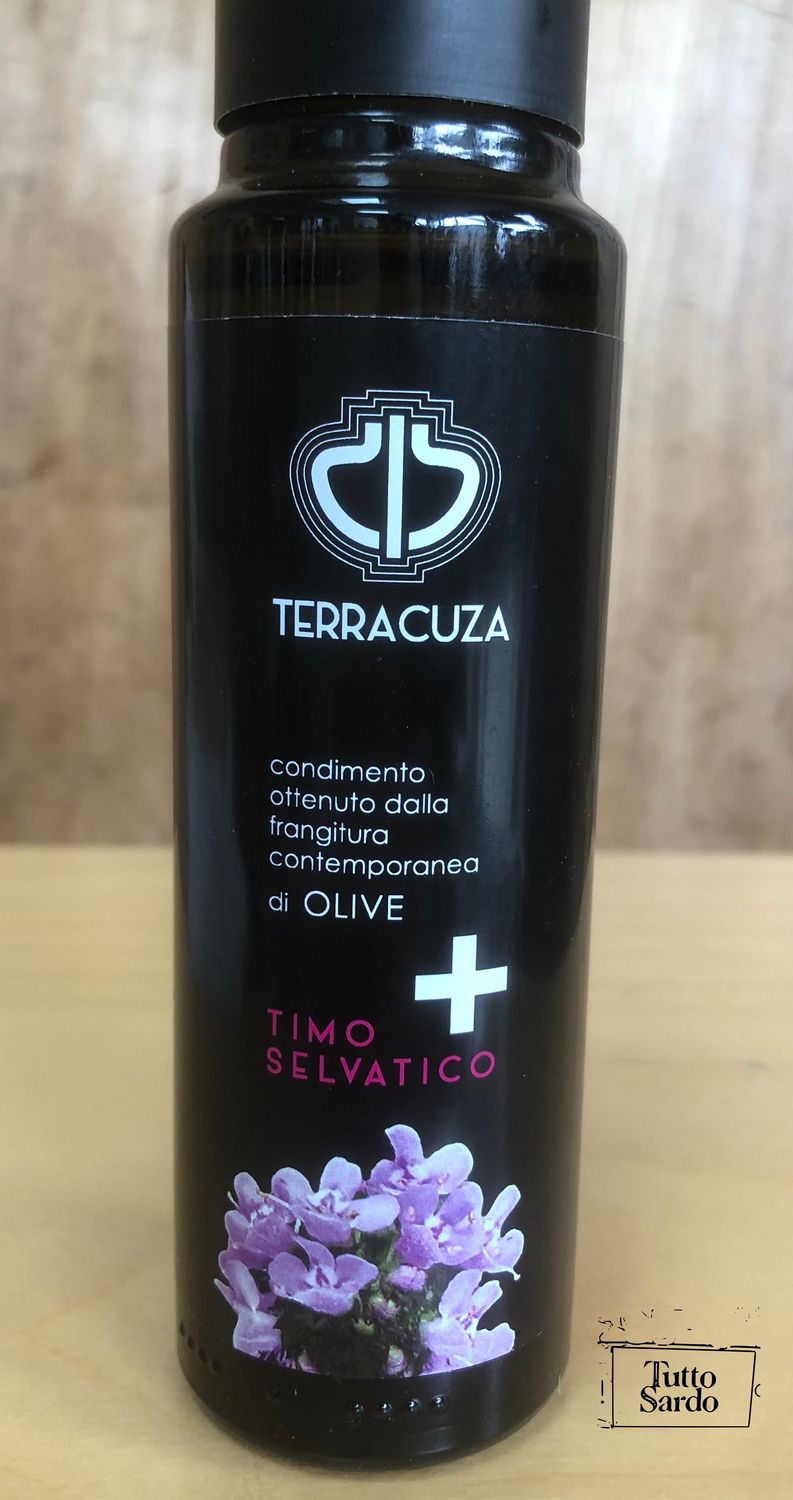 TERRACUZA
condimento
ottenuto dalla
frangitura
contemporanea
di OLIVE
+
TIMO
SELVATICO
Tutto
Sardo